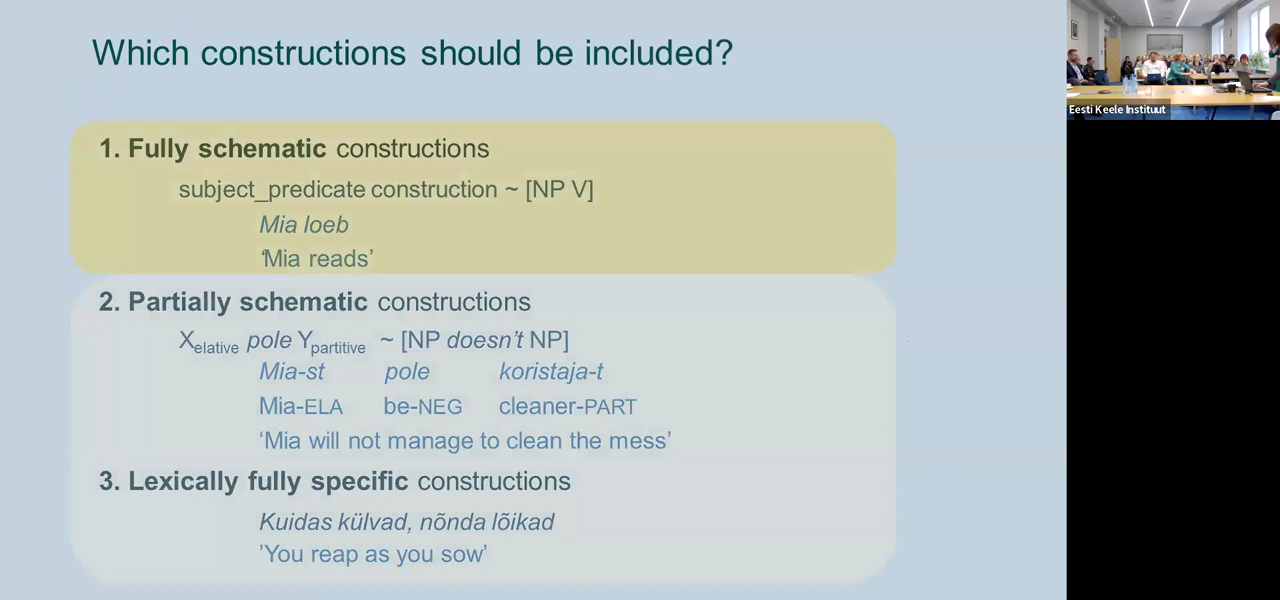 Which constructions should be included?
1. Fully schematic constructions
subject_predicate construction ~ [NP V]
Mia loeb
‘Mia reads’
2. Partially schematic constructions
Xelative pole Ypartitive ~ [NP doesn’t NP]
Mia-st pole koristaja-t
Mia-ELA be-NEG cleaner-PART
‘Mia will not manage to clean the mess’
3. Lexically fully specific constructions
Kuidas külvad, nõnda lõikad
’You reap as you sow’
Eesti Keele Instituut